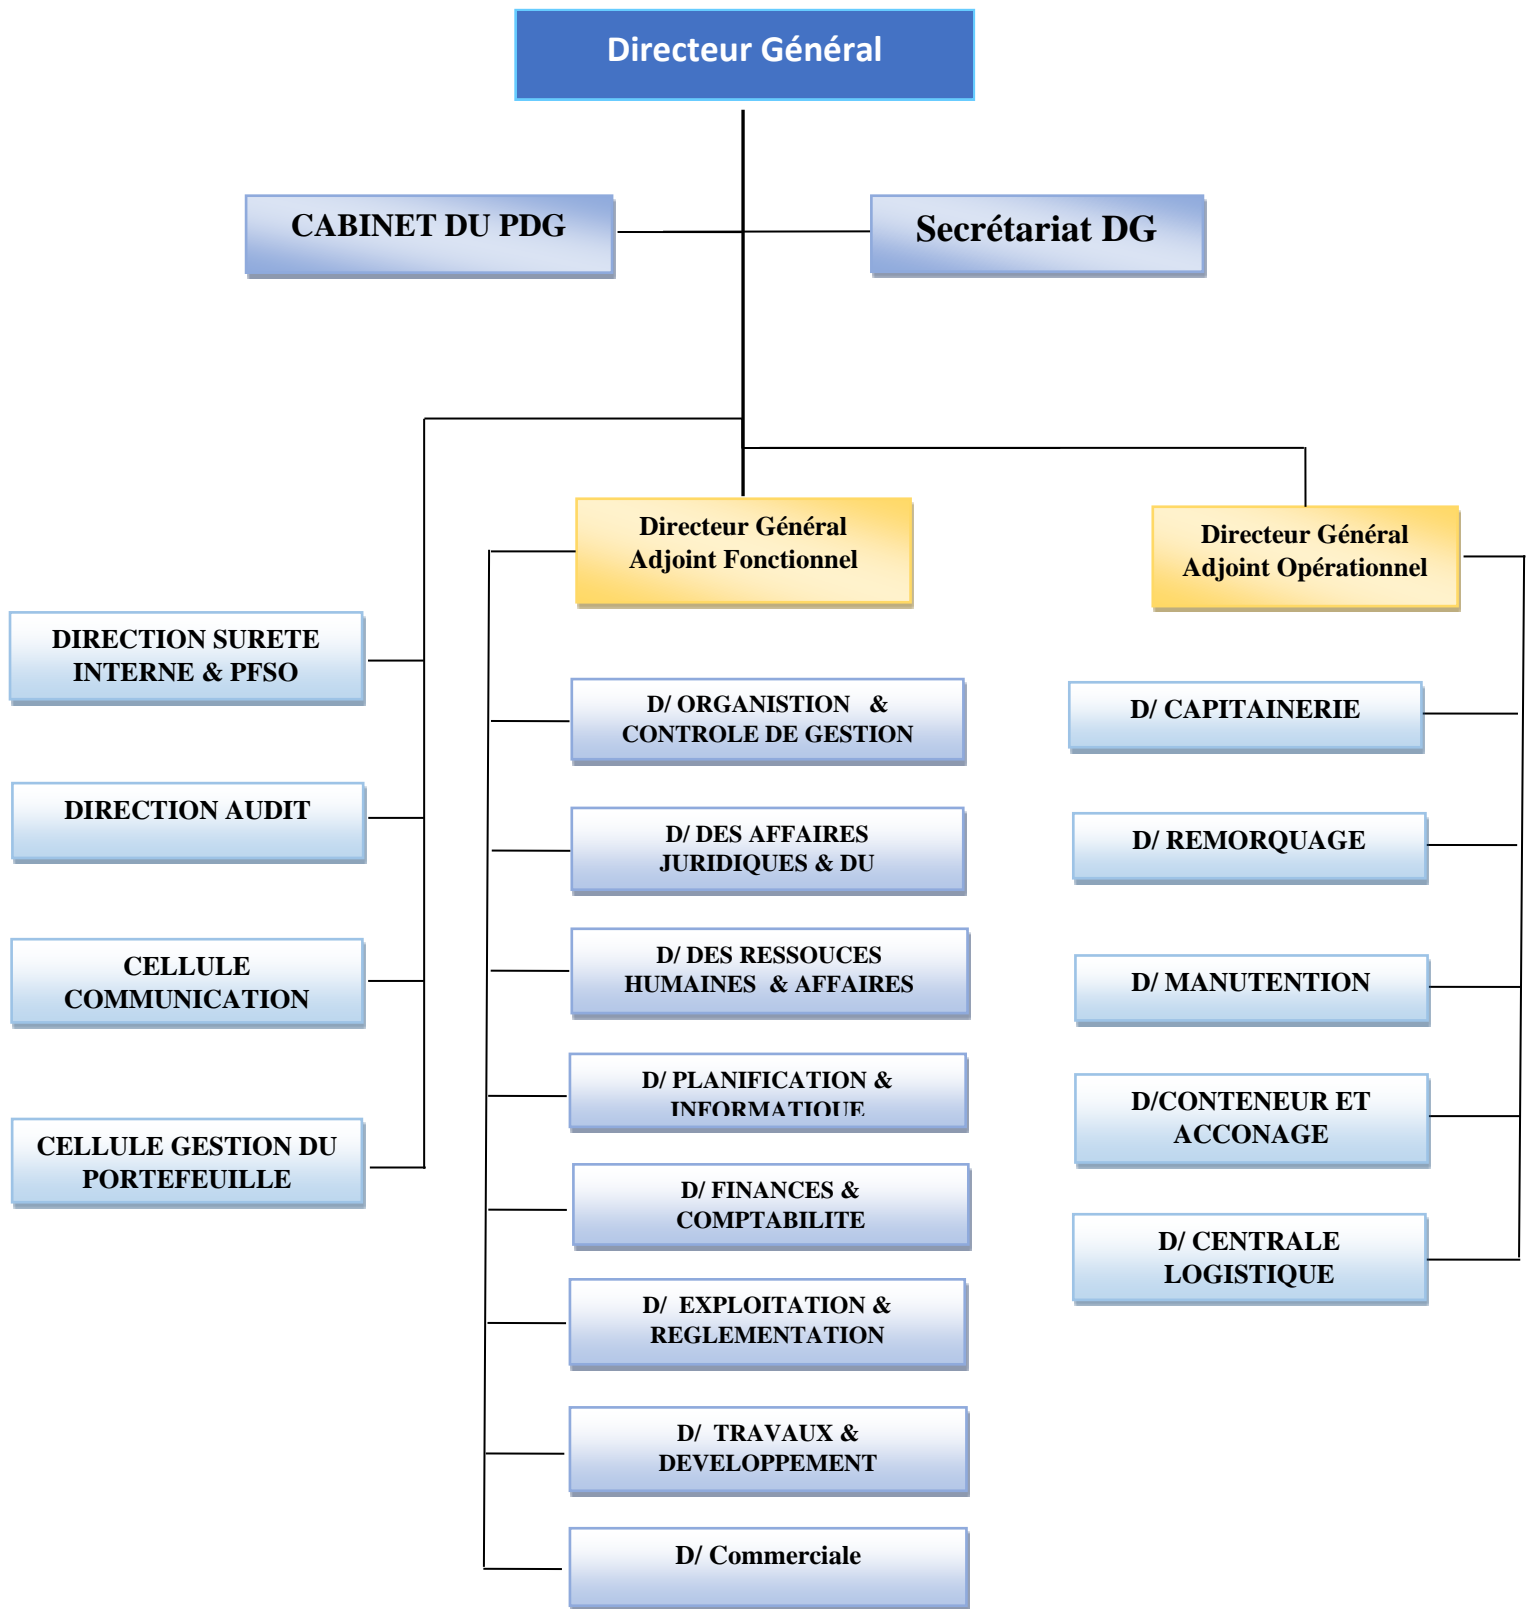 Directeur Général
CABINET DU PDG
Secrétariat DG
Directeur Général
Adjoint Fonctionnel
Directeur Général
Adjoint Opérationnel
DIRECTION SURETE
INTERNE & PFSO
DIRECTION AUDIT
CELLULE
COMMUNICATION
CELLULE GESTION DU
PORTEFEUILLE
D/ ORGANISTION &
CONTROLE DE GESTION
D/ DES AFFAIRES
JURIDIQUES & DU
D/ DES RESSOUCES
HUMAINES & AFFAIRES
D/ PLANIFICATION &
INFORMATIQUE
D/ FINANCES &
COMPTABILITE
D/ EXPLOITATION &
REGLEMENTATION
D/ TRAVAUX &
DEVELOPPEMENT
D/ Commerciale
D/ CAPITAINERIE
D/ REMORQUAGE
D/ MANUTENTION
D/CONTENEUR ET
ACCONAGE
D/ CENTRALE
LOGISTIQUE